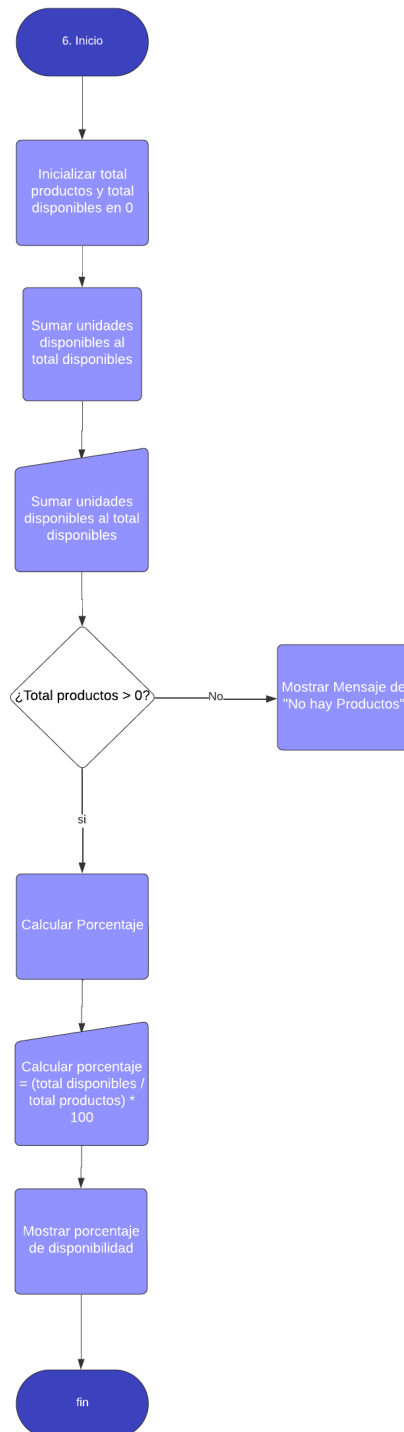 6. Inicio
Inicializar total
productos y total
disponibles en 0
Sumar unidades
disponibles al
total disponibles
Sumar unidades
disponibles al total
disponibles
¿Total productos > 0?
No
Mostrar Mensaje de
"No hay Productos"
si
Calcular Porcentaje
Calcular porcentaje
= (total disponibles /
total productos) *
100
Mostrar porcentaje
de disponibilidad
fin